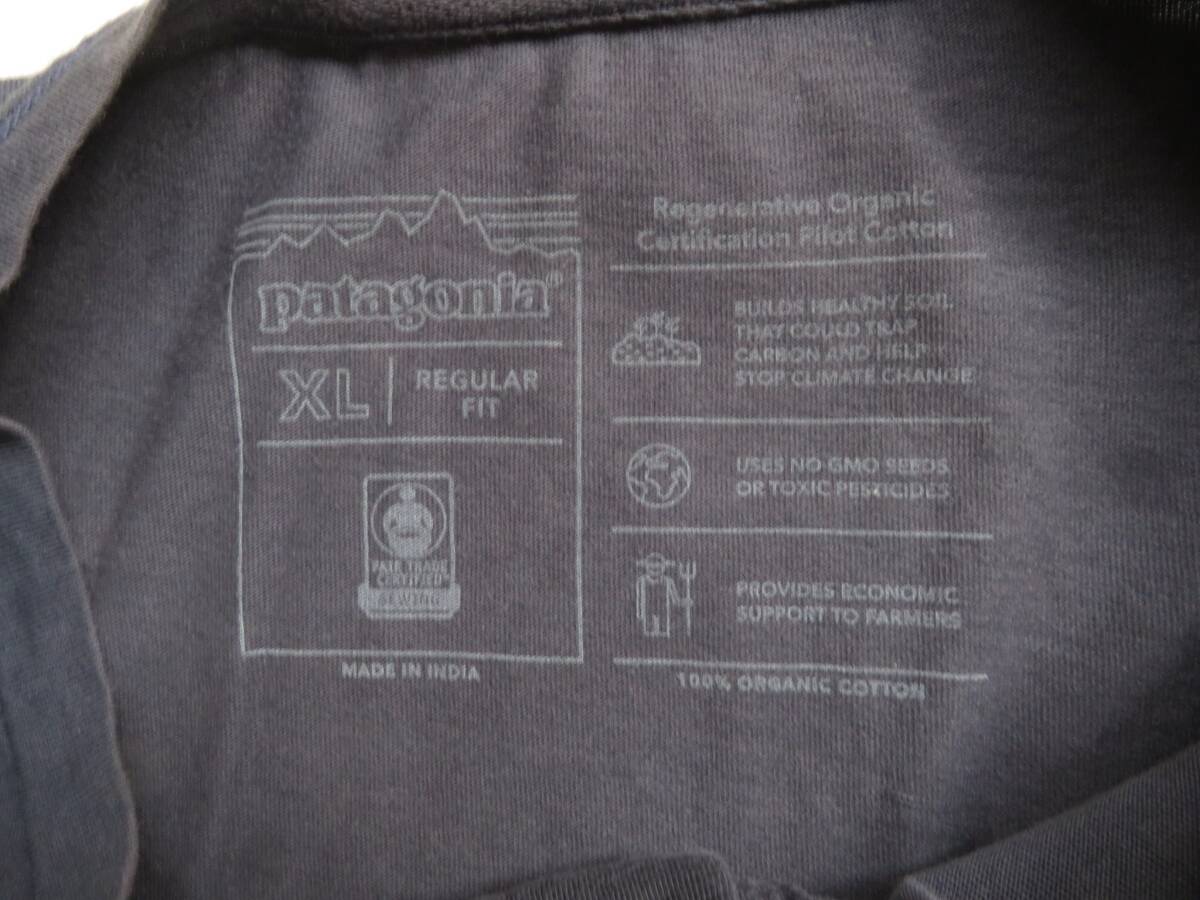 patagonia®
XL
REGULAR
FIT
FAIR TRADE
CERTIFIED™
SEWING
MADE IN INDIA
Regenerative Organic
Certification Pilot Cotton
BUILDS HEALTHY SOIL
THAT COULD TRAP
CARBON AND HELP
STOP CLIMATE CHANGE
USES NO GMO SEEDS
OR TOXIC PESTICIDES
PROVIDES ECONOMIC
SUPPORT TO FARMERS
100% ORGANIC COTTON